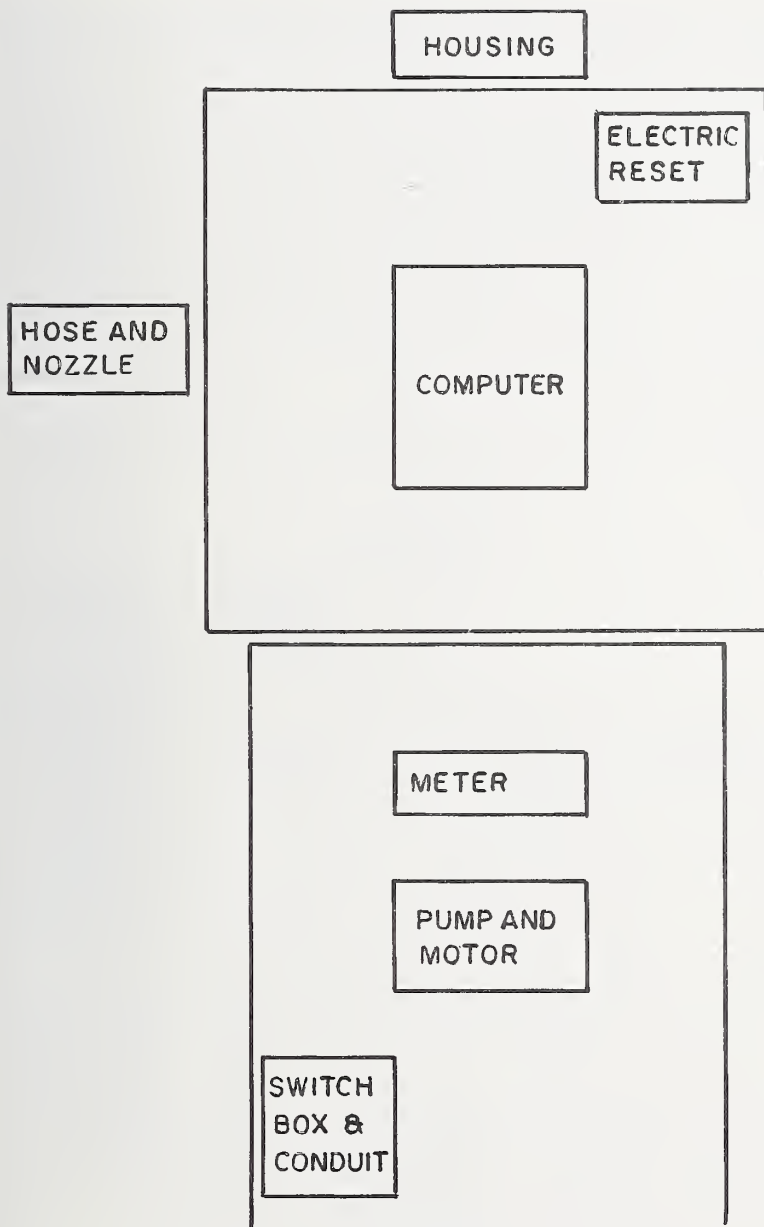 HOUSING
ELECTRIC
RESET
HOSE AND
NOZZLE
COMPUTER
METER
PUMP AND
MOTOR
SWITCH
BOX &
CONDUIT